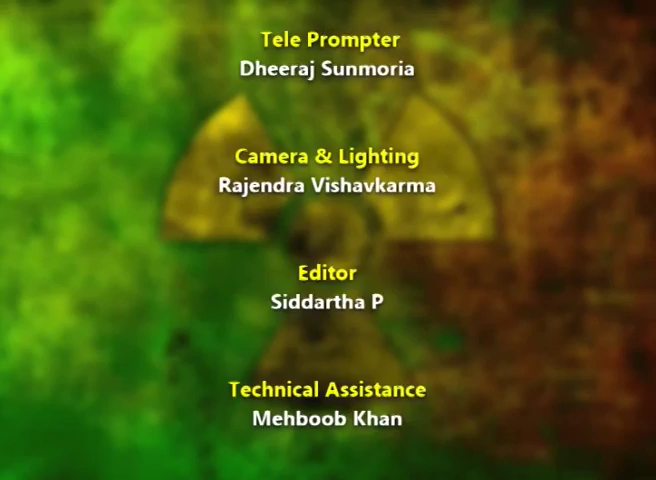 Tele Prompter
Dheeraj Sunmoria
Camera & Lighting
Rajendra Vishavkarma
Editor
Siddartha P
Technical Assistance
Mehboob Khan